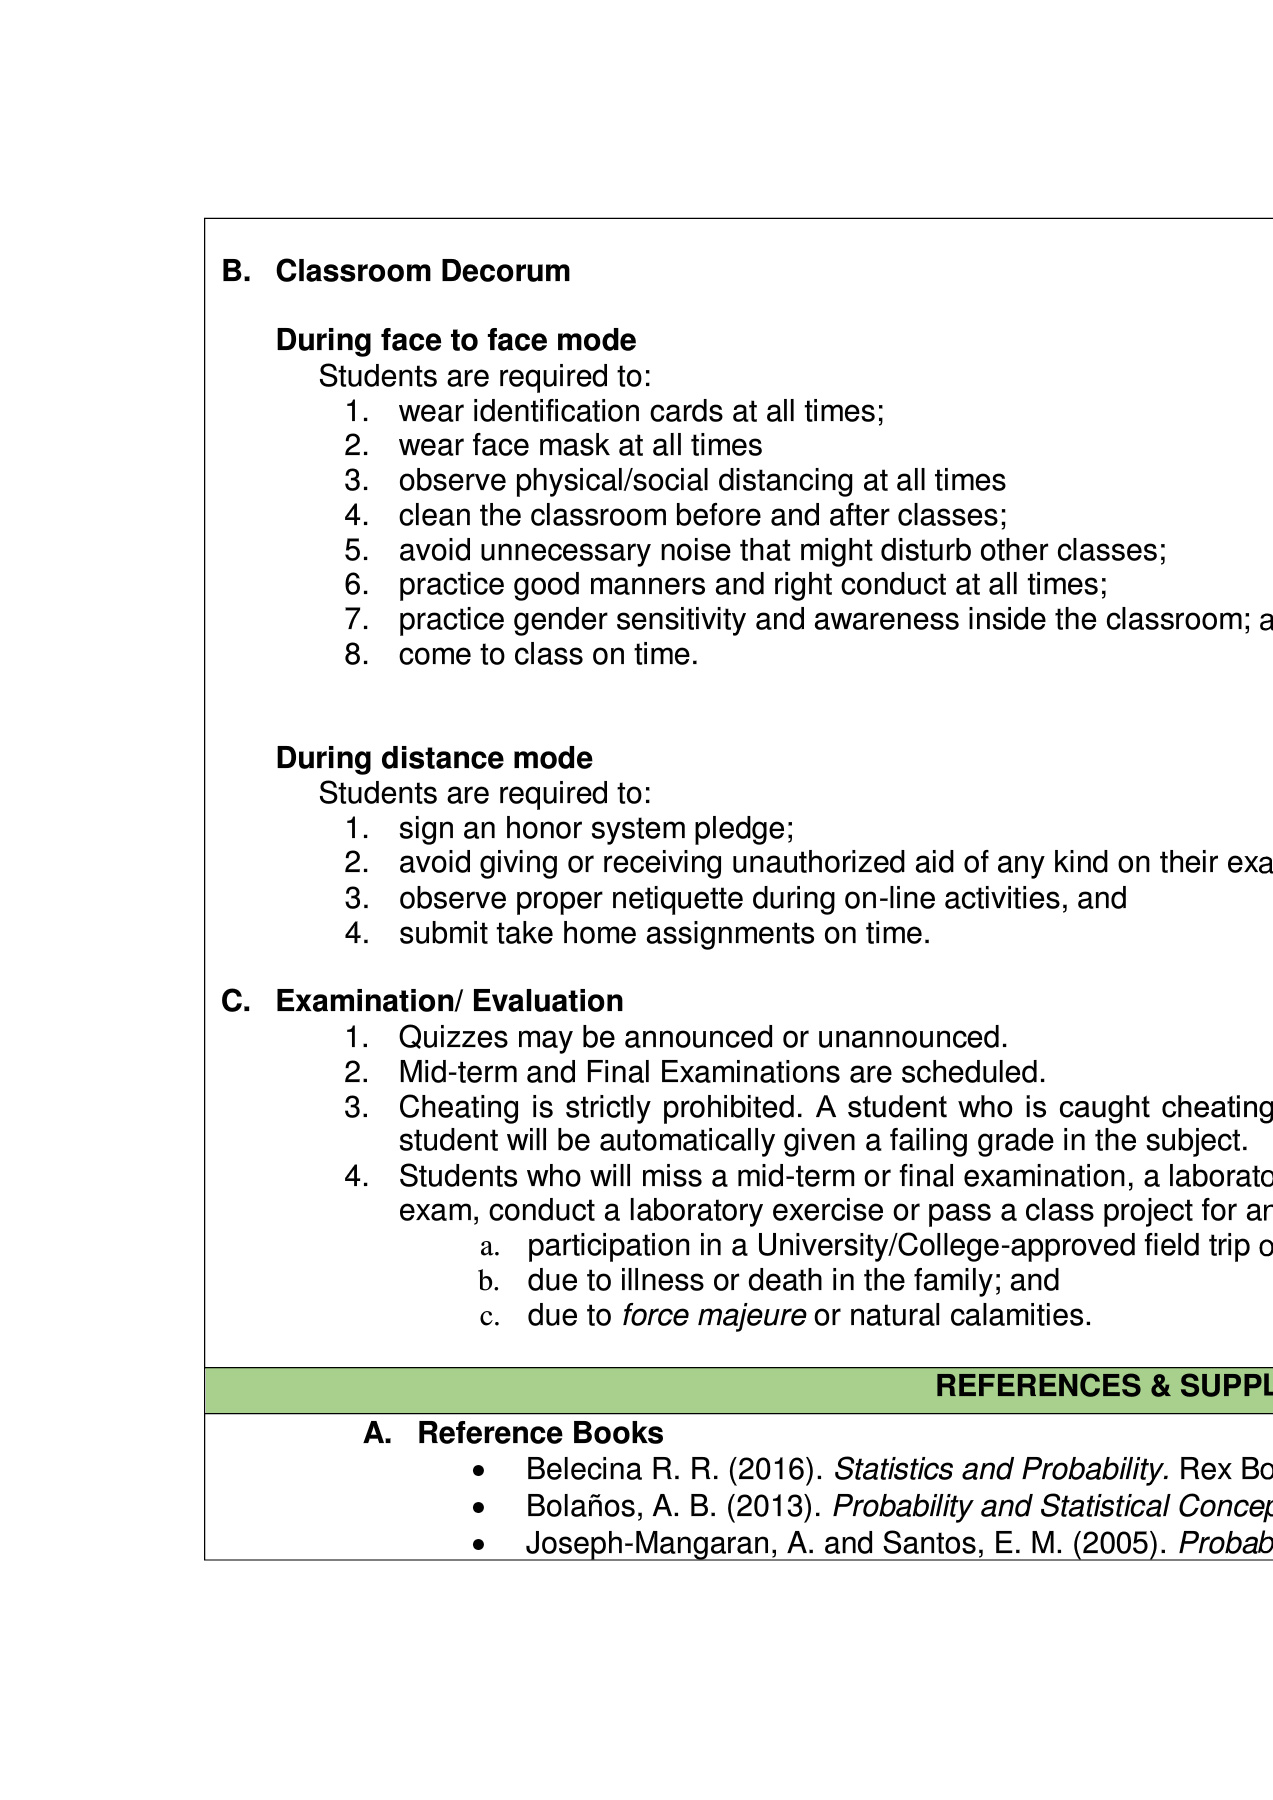 B. Classroom Decorum
During face to face mode
Students are required to:
1. wear identification cards at all times;
2. wear face mask at all times
3. observe physical/social distancing at all times
4. clean the classroom before and after classes;
5. avoid unnecessary noise that might disturb other classes;
6. practice good manners and right conduct at all times;
7. practice gender sensitivity and awareness inside the classroom;
8. come to class on time.
During distance mode
Students are required to:
1. sign an honor system pledge;
2. avoid giving or receiving unauthorized aid of any kind on their
3. observe proper netiquette during on-line activities, and
4. submit take home assignments on time.
C. Examination/ Evaluation
1. Quizzes may be announced or unannounced.
2. Mid-term and Final Examinations are scheduled.
3. Cheating is strictly prohibited. A student who is caught cheating
student will be automatically given a failing grade in the subject.
4. Students who will miss a mid-term or final examination, a
exam, conduct a laboratory exercise or pass a class project for
a. participation in a University/College-approved field trip
b. due to illness or death in the family; and
c. due to force majeure or natural calamities.
REFERENCES &
A. Reference Books
• Belecina R. R. (2016). Statistics and Probability. Rex
• Bolaños, A. B. (2013). Probability and Statistical
• Joseph-Mangaran, A. and Santos, E. M. (2005).